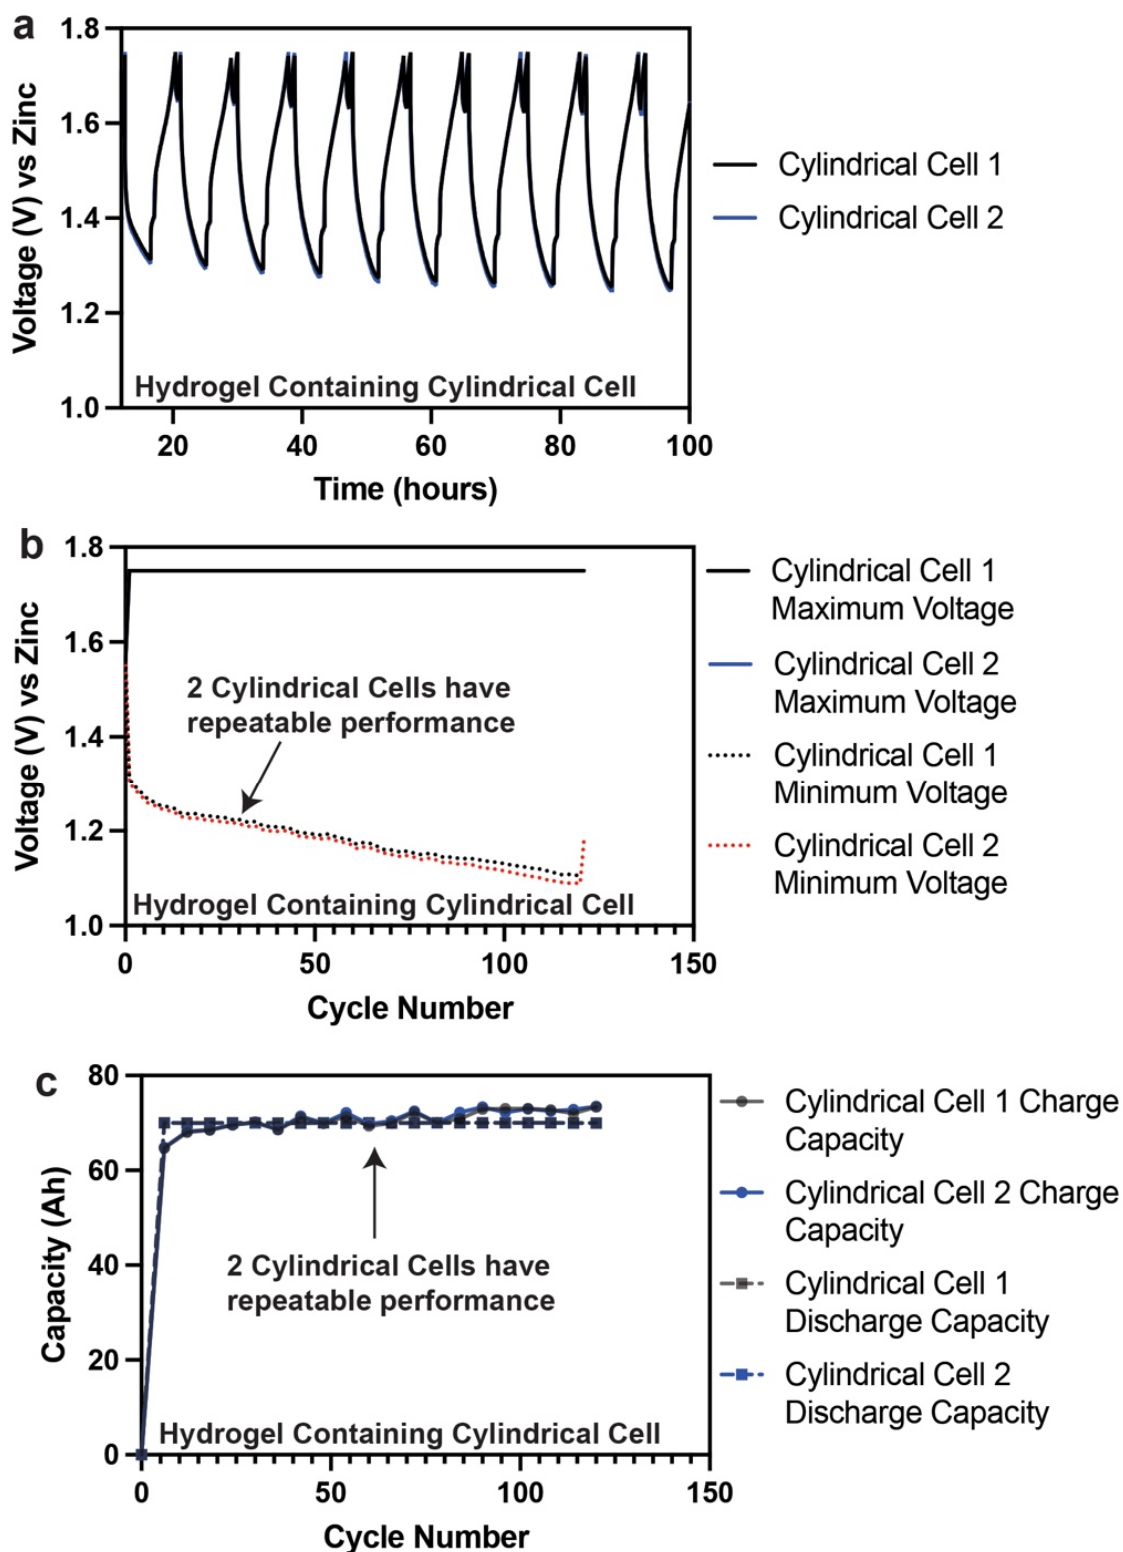 a
1.8
1.6
1.4
1.2
1.0
Voltage (V) vs Zinc
Hydrogel Containing Cylindrical Cell
20
40
60
80
100
Time (hours)
Cylindrical Cell 1
Cylindrical Cell 2
b
1.8
1.6
1.4
1.2
1.0
Voltage (V) vs Zinc
2 Cylindrical Cells have
repeatable performance
Hydrogel Containing Cylindrical Cell
0
50
100
150
Cycle Number
Cylindrical Cell 1
Maximum Voltage
Cylindrical Cell 2
Maximum Voltage
Cylindrical Cell 1
Minimum Voltage
Cylindrical Cell 2
Minimum Voltage
c
80
60
40
20
0
Capacity (Ah)
2 Cylindrical Cells have
repeatable performance
Hydrogel Containing Cylindrical Cell
0
50
100
150
Cycle Number
Cylindrical Cell 1 Charge
Capacity
Cylindrical Cell 2 Charge
Capacity
Cylindrical Cell 1
Discharge Capacity
Cylindrical Cell 2
Discharge Capacity